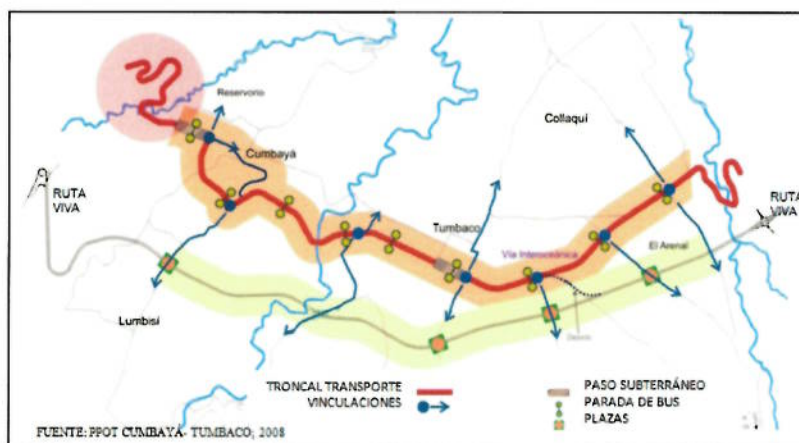 Reservorio
Collaquí
Cumbayá
RUTA
VIVA
Tumbaco
RUTA
VIVA
Vía Interoceánica
El Arenal
Lumbisí
TRONCAL TRANSPORTE
VINCULACIONES
PASO SUBTERRÁNEO
PARADA DE BUS
PLAZAS
FUENTE: PPOT CUMBAYÁ- TUMBACO; 2008